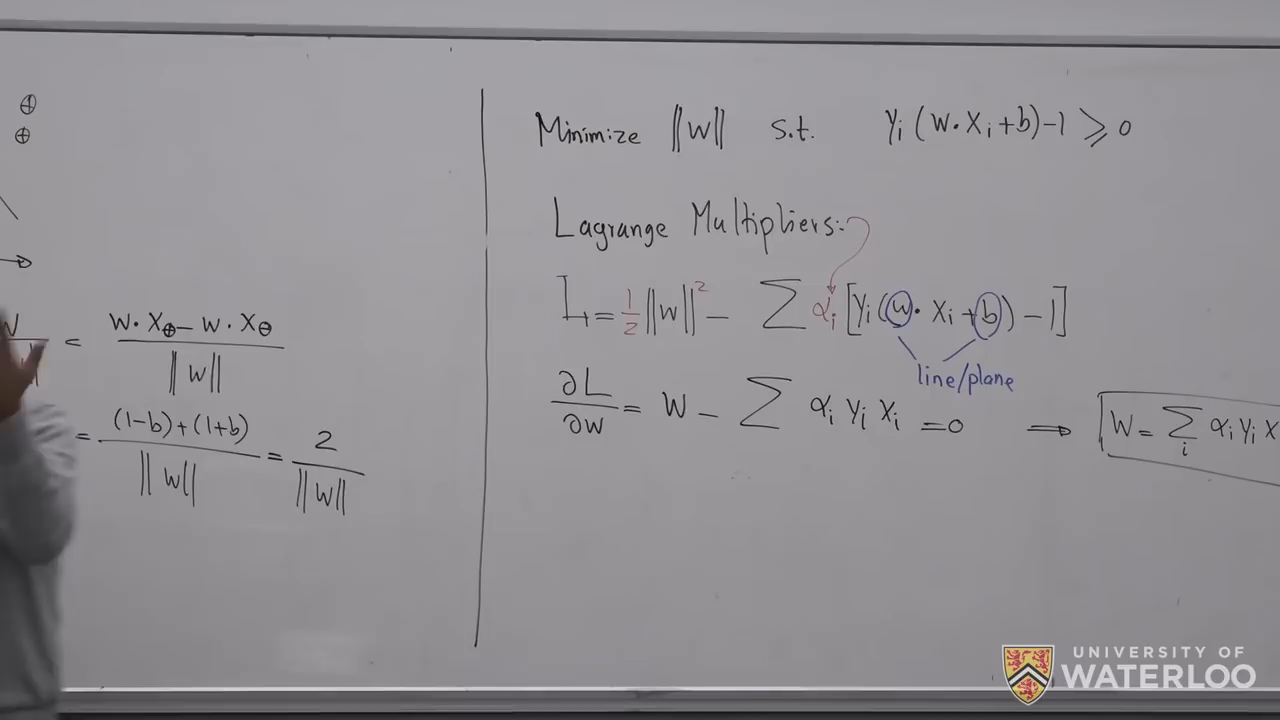 ⊕
⊕
W / = W·X⊕ − W·X⊖ / ||W||
= (1−b)+(1+b) / ||W|| = 2 / ||W||
Minimize ||W|| s.t. yi(W·Xi+b)−1 ⩾ 0
Lagrange Multipliers:
L = 1/2 ||W||² − ∑ αi [yi(W·Xi+b)−1]
line/plane
∂L/∂w = W − ∑ αi yi xi = 0 ⇒ W = ∑i αi yi x
UNIVERSITY OF
WATERLOO